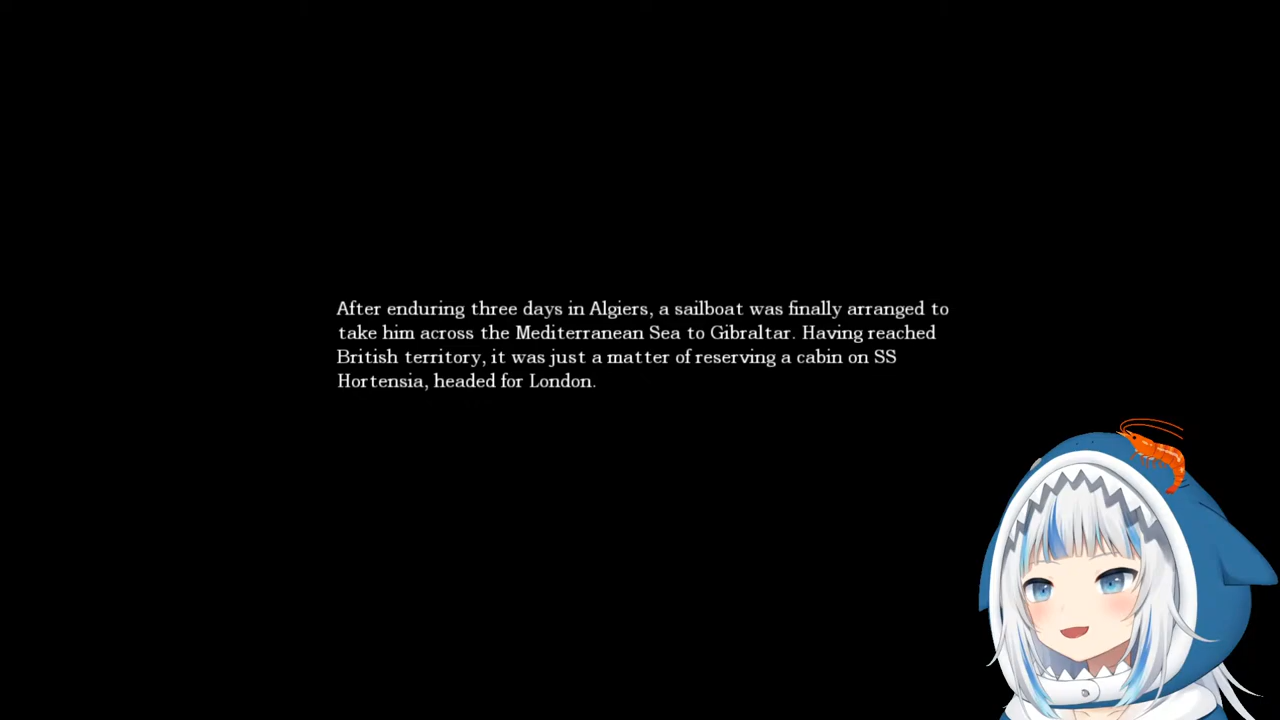 After enduring three days in Algiers, a sailboat was finally arranged to
take him across the Mediterranean Sea to Gibraltar. Having reached
British territory, it was just a matter of reserving a cabin on SS
Hortensia, headed for London.